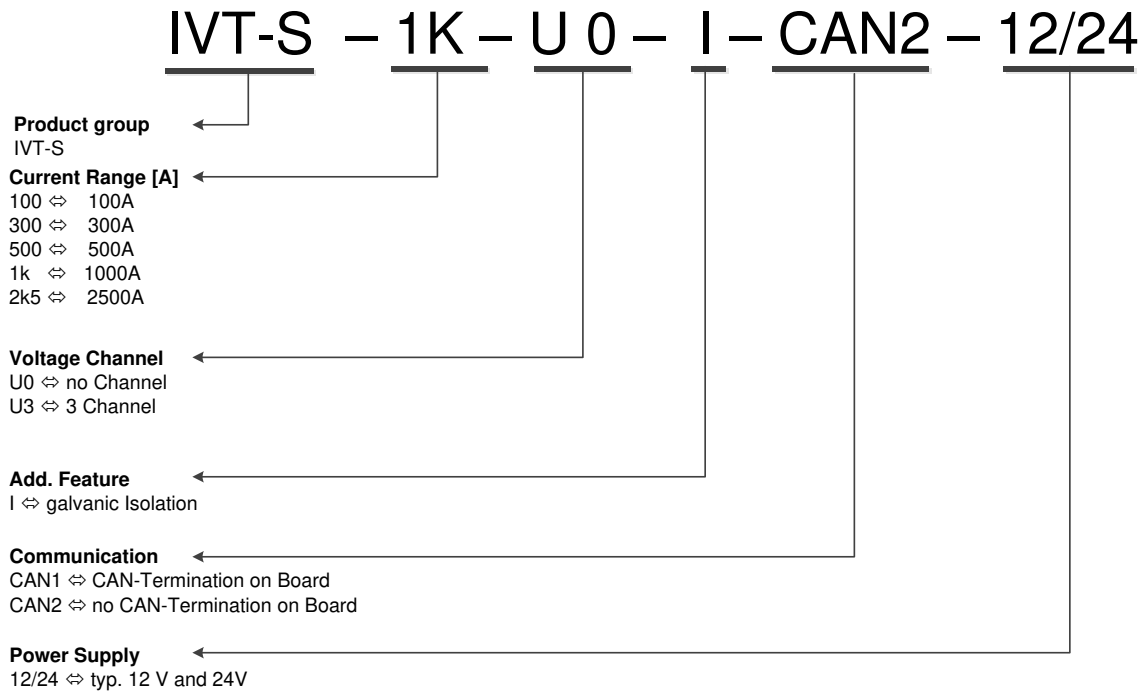 IVT-S – 1K – U 0 – I – CAN2 – 12/24
Product group
IVT-S
Current Range [A]
100 ⇔ 100A
300 ⇔ 300A
500 ⇔ 500A
1k ⇔ 1000A
2k5 ⇔ 2500A
Voltage Channel
U0 ⇔ no Channel
U3 ⇔ 3 Channel
Add. Feature
I ⇔ galvanic Isolation
Communication
CAN1 ⇔ CAN-Termination on Board
CAN2 ⇔ no CAN-Termination on Board
Power Supply
12/24 ⇔ typ. 12 V and 24V